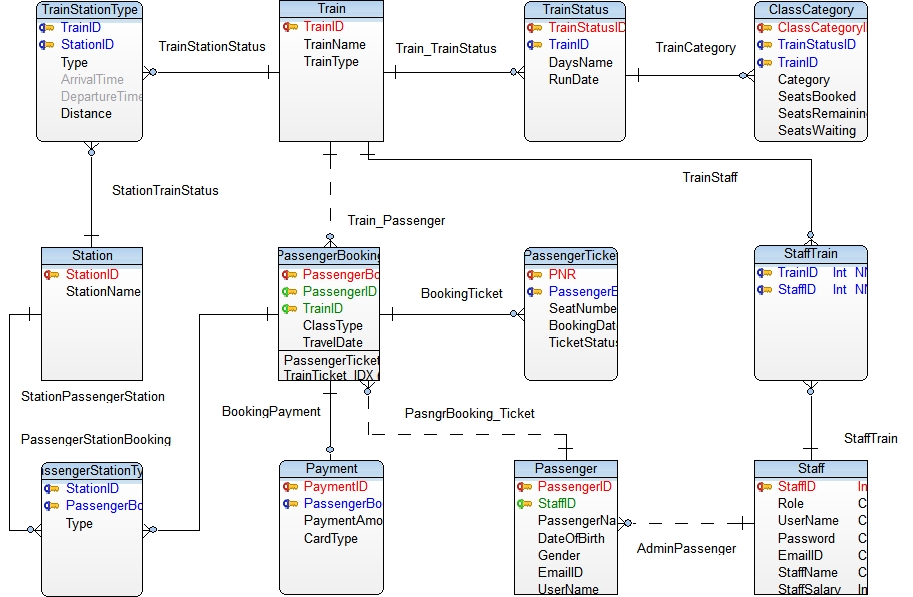 TrainStationType
TrainID
StationID
Type
ArrivalTime
DepartureTime
Distance
TrainStationStatus
Train
TrainID
TrainName
TrainType
Train_TrainStatus
TrainStatus
TrainStatusID
TrainID
DaysName
RunDate
TrainCategory
ClassCategory
ClassCategoryI
TrainStatusID
TrainID
Category
SeatsBooked
SeatsRemainin
SeatsWaiting
StationTrainStatus
TrainStaff
Train_Passenger
Station
StationID
StationName
PassengerBooking
PassengerBo
PassengerID
TrainID
ClassType
TravelDate
PassengerTicket
TrainTicket_IDX (
BookingTicket
PassengerTicke
PNR
PassengerB
SeatNumbe
BookingDat
TicketStatus
StaffTrain
TrainID Int NN
StaffID Int NN
StationPassengerStation
PassengerStationBooking
BookingPayment
PasngrBooking_Ticket
StaffTrain
ssengerStationTy
StationID
PassengerBo
Type
Payment
PaymentID
PassengerBo
PaymentAmo
CardType
Passenger
PassengerID
StaffID
PassengerNa
DateOfBirth
Gender
EmailID
UserName
AdminPassenger
Staff
StaffID In
Role C
UserName C
Password C
EmailID C
StaffName C
StaffSalary In